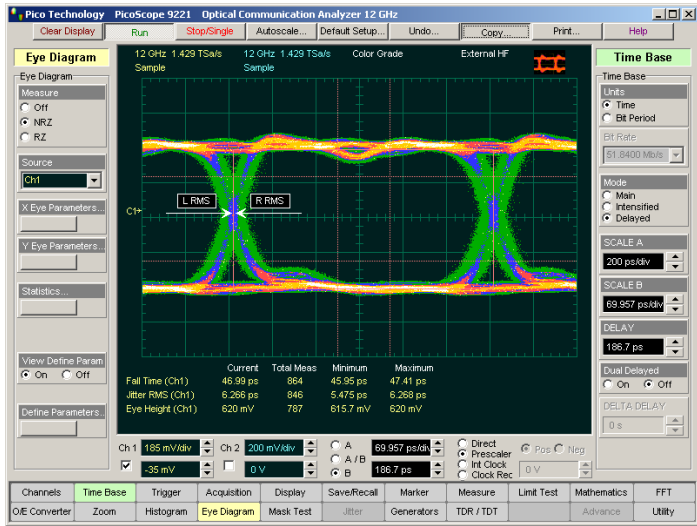 Pico Technology PicoScope 9221 Optical Communication Analyzer 12 GHz
Clear Display Run Stop/Single Autoscale... Default Setup... Undo... Copy... Print... Help
Eye Diagram
Eye Diagram
Measure
Off
NRZ
RZ
Source
Ch1
X Eye Parameters...
Y Eye Parameters...
Statistics...
View Define Param
On Off
Define Parameters...
12 GHz 1.429 TSa/s 12 GHz 1.429 TSa/s Color Grade External HF
Sample Sample
L RMS R RMS
C1
Current Total Meas Minimum Maximum
Fall Time (Ch1) 46.99 ps 864 45.95 ps 47.41 ps
Jitter RMS (Ch1) 6.266 ps 846 5.475 ps 6.268 ps
Eye Height (Ch1) 620 mV 787 615.7 mV 620 mV
Time Base
Time Base
Units
Time
Bit Period
Bit Rate
51.8400 Mb/s
Mode
Main
Intensified
Delayed
SCALE A
200 ps/div
SCALE B
69.957 ps/div
DELAY
186.7 ps
Dual Delayed
On Off
DELTA DELAY
0 s
Ch 1 185 mV/div Ch 2 200 mV/div A 69.957 ps/div Direct Pos Neg
A / B Prescaler
-35 mV 0 V B 186.7 ps Int Clock 0 V
Clock Rec
Channels Time Base Trigger Acquisition Display Save/Recall Marker Measure Limit Test Mathematics FFT
O/E Converter Zoom Histogram Eye Diagram Mask Test Jitter Generators TDR / TDT Advance Utility